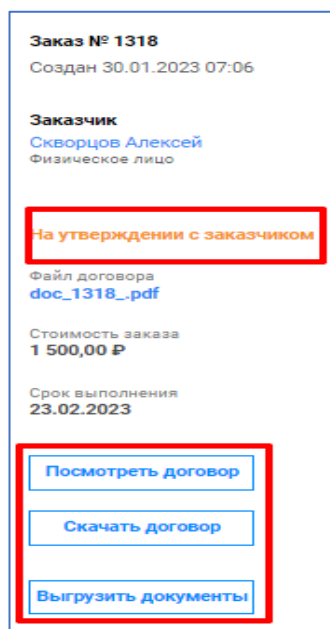 Заказ № 1318
Создан 30.01.2023 07:06
Заказчик
Скворцов Алексей
Физическое лицо
На утверждении с заказчиком
Файл договора
doc_1318_.pdf
Стоимость заказа
1 500,00 ₽
Срок выполнения
23.02.2023
Посмотреть договор
Скачать договор
Выгрузить документы